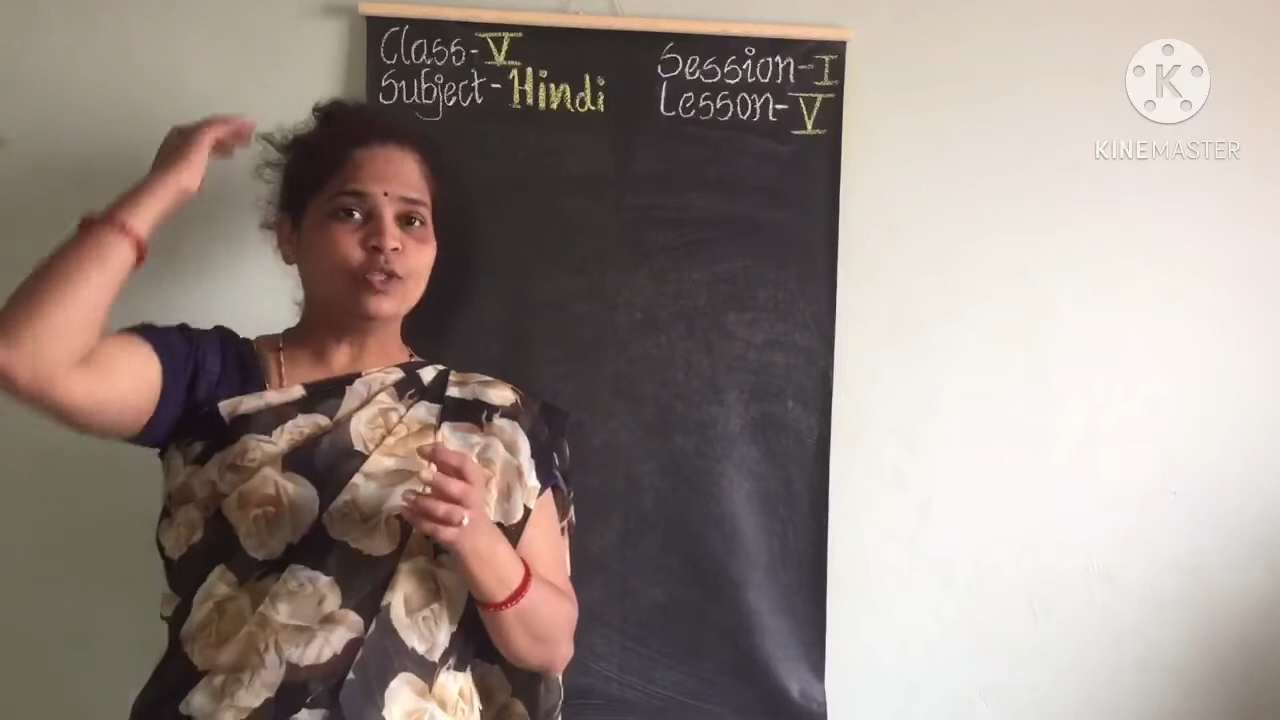 Class-V
Subject-Hindi
Session-I
Lesson-V
K
KINEMASTER